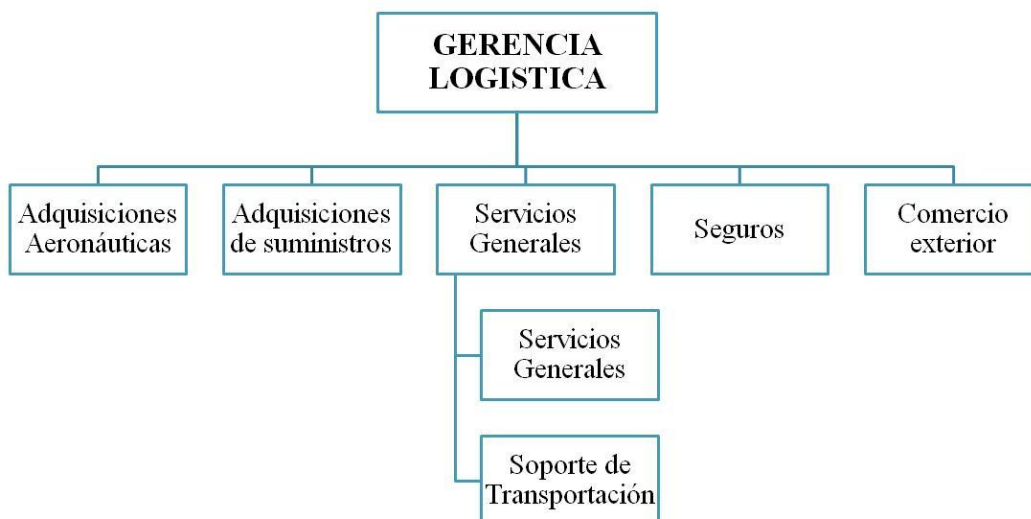 GERENCIA
LOGISTICA
Adquisiciones
Aeronáuticas
Adquisiciones
de suministros
Servicios
Generales
Seguros
Comercio
exterior
Servicios
Generales
Soporte de
Transportación